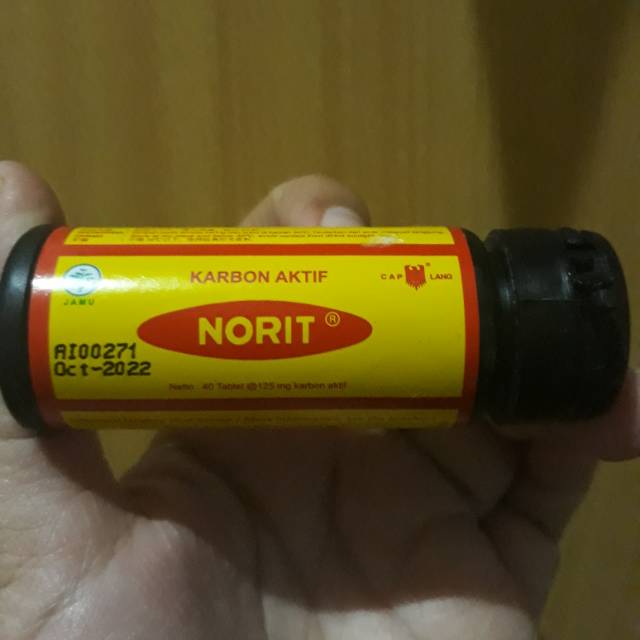 KARBON AKTIF
CAP LANG
JAMU
NORIT ®
AI00271
Oct-2022
Netto : 40 Tablet @125 mg karbon aktif